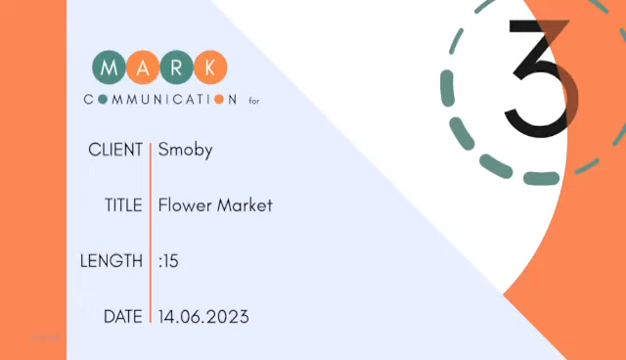 MARK
COMMUNICATION for
3
CLIENT Smoby
TITLE Flower Market
LENGTH :15
DATE 14.06.2023